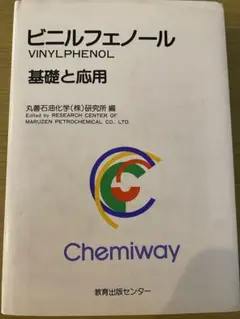 ビニルフェノール
VINYLPHENOL
基礎と応用
丸善石油化学(株)研究所 編
Edited by RESEARCH CENTER OF
MARUZEN PETROCHEMICAL CO., LTD.
Chemiway
教育出版センター